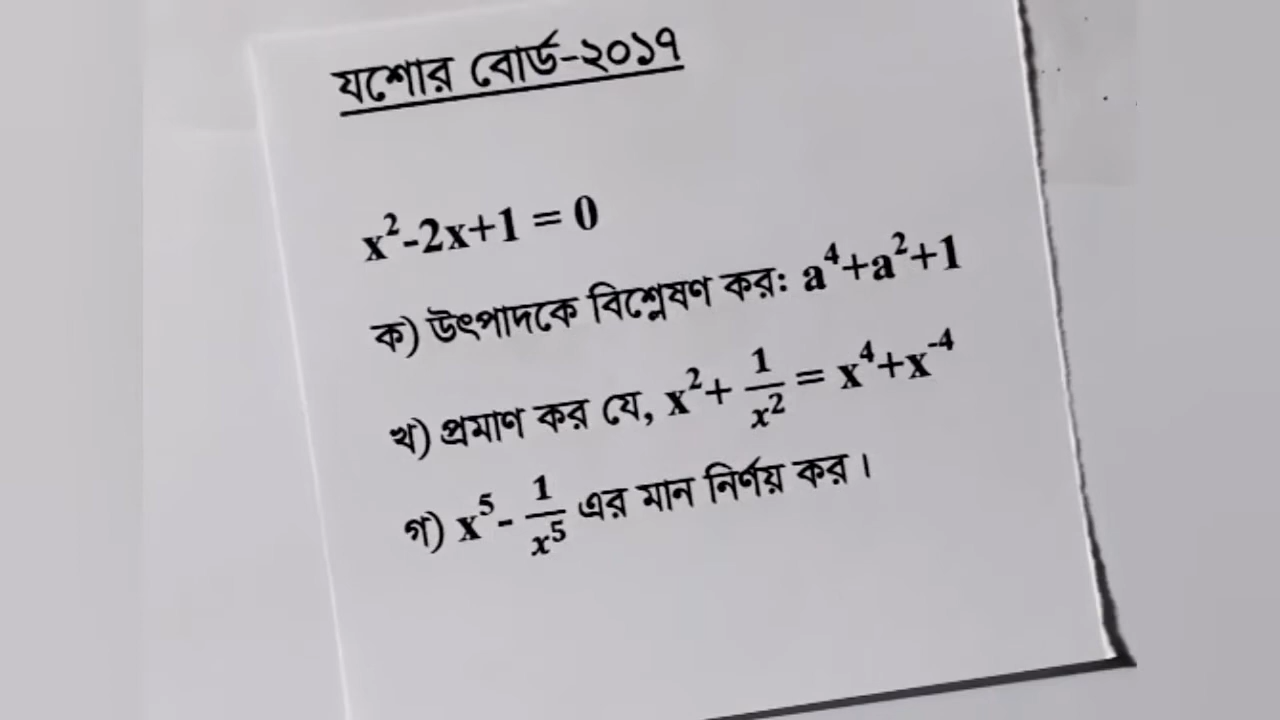 যশোর বোর্ড-২০১৭
x²-2x+1 = 0
ক) উৎপাদকে বিশ্লেষণ কর: a⁴+a²+1
খ) প্রমাণ কর যে, x²+ 1/x² = x⁴+x⁻⁴
গ) x⁵- 1/x⁵ এর মান নির্ণয় কর।